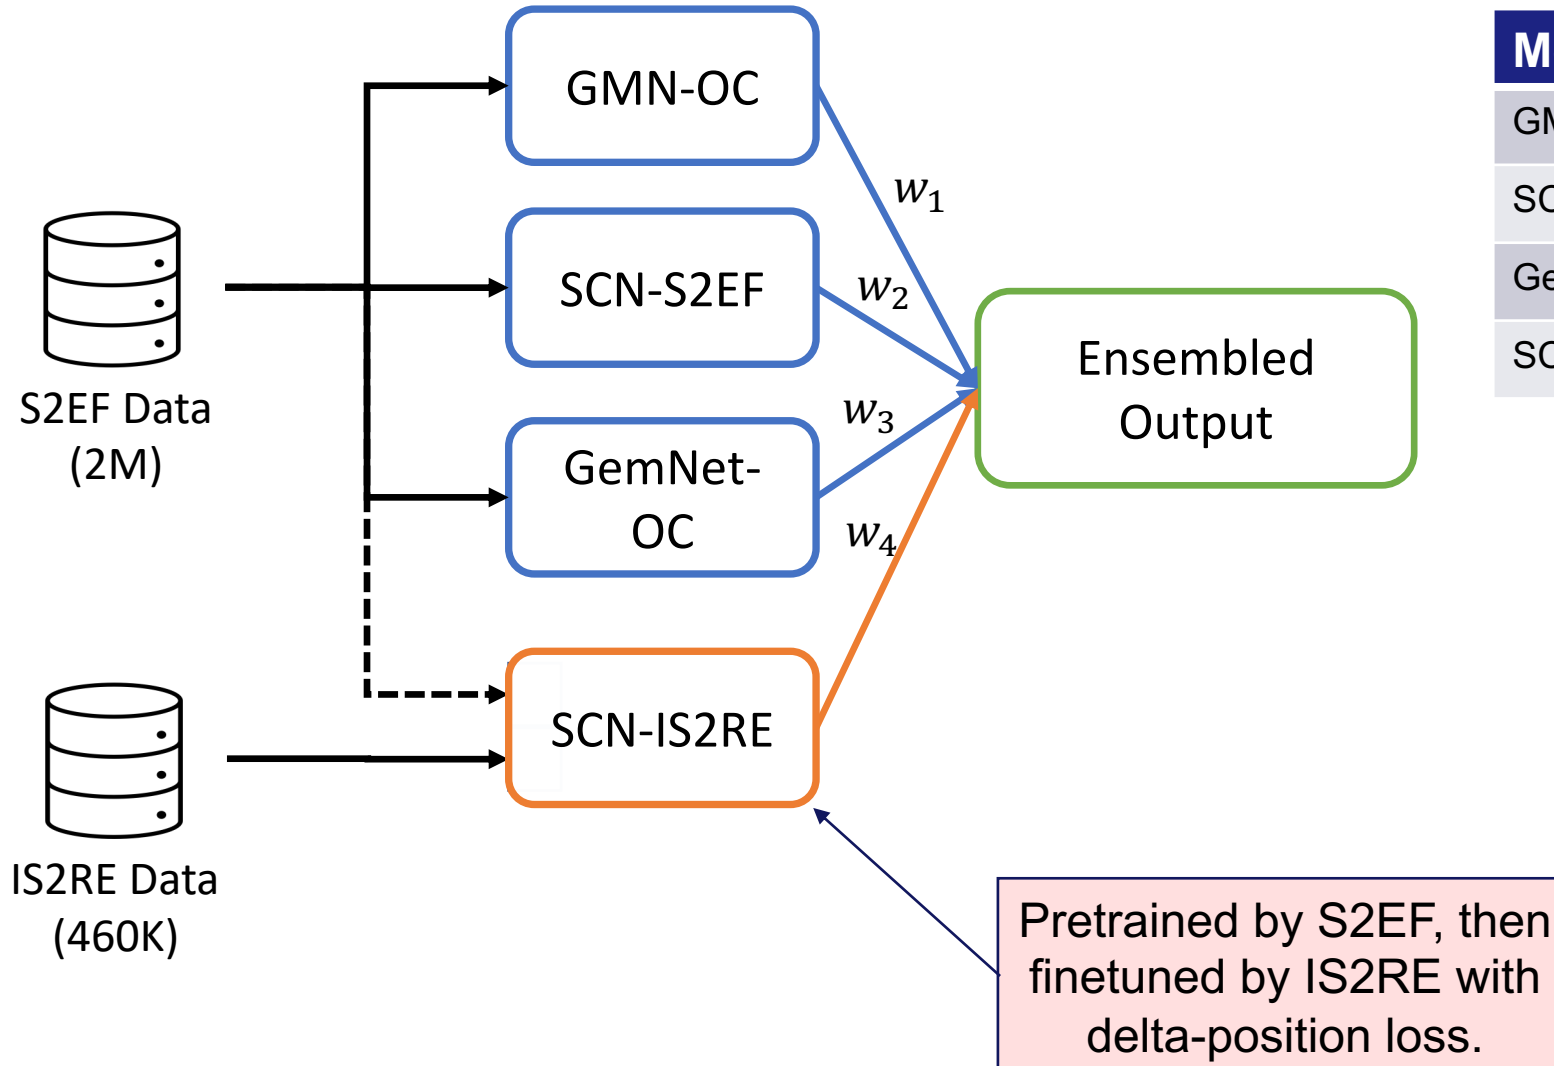 GMN-OC
w₁
SCN-S2EF
w₂
S2EF Data
(2M)
GemNet-
OC
w₃
w₄
Ensembled
Output
SCN-IS2RE
IS2RE Data
(460K)
Pretrained by S2EF, then
finetuned by IS2RE with
delta-position loss.